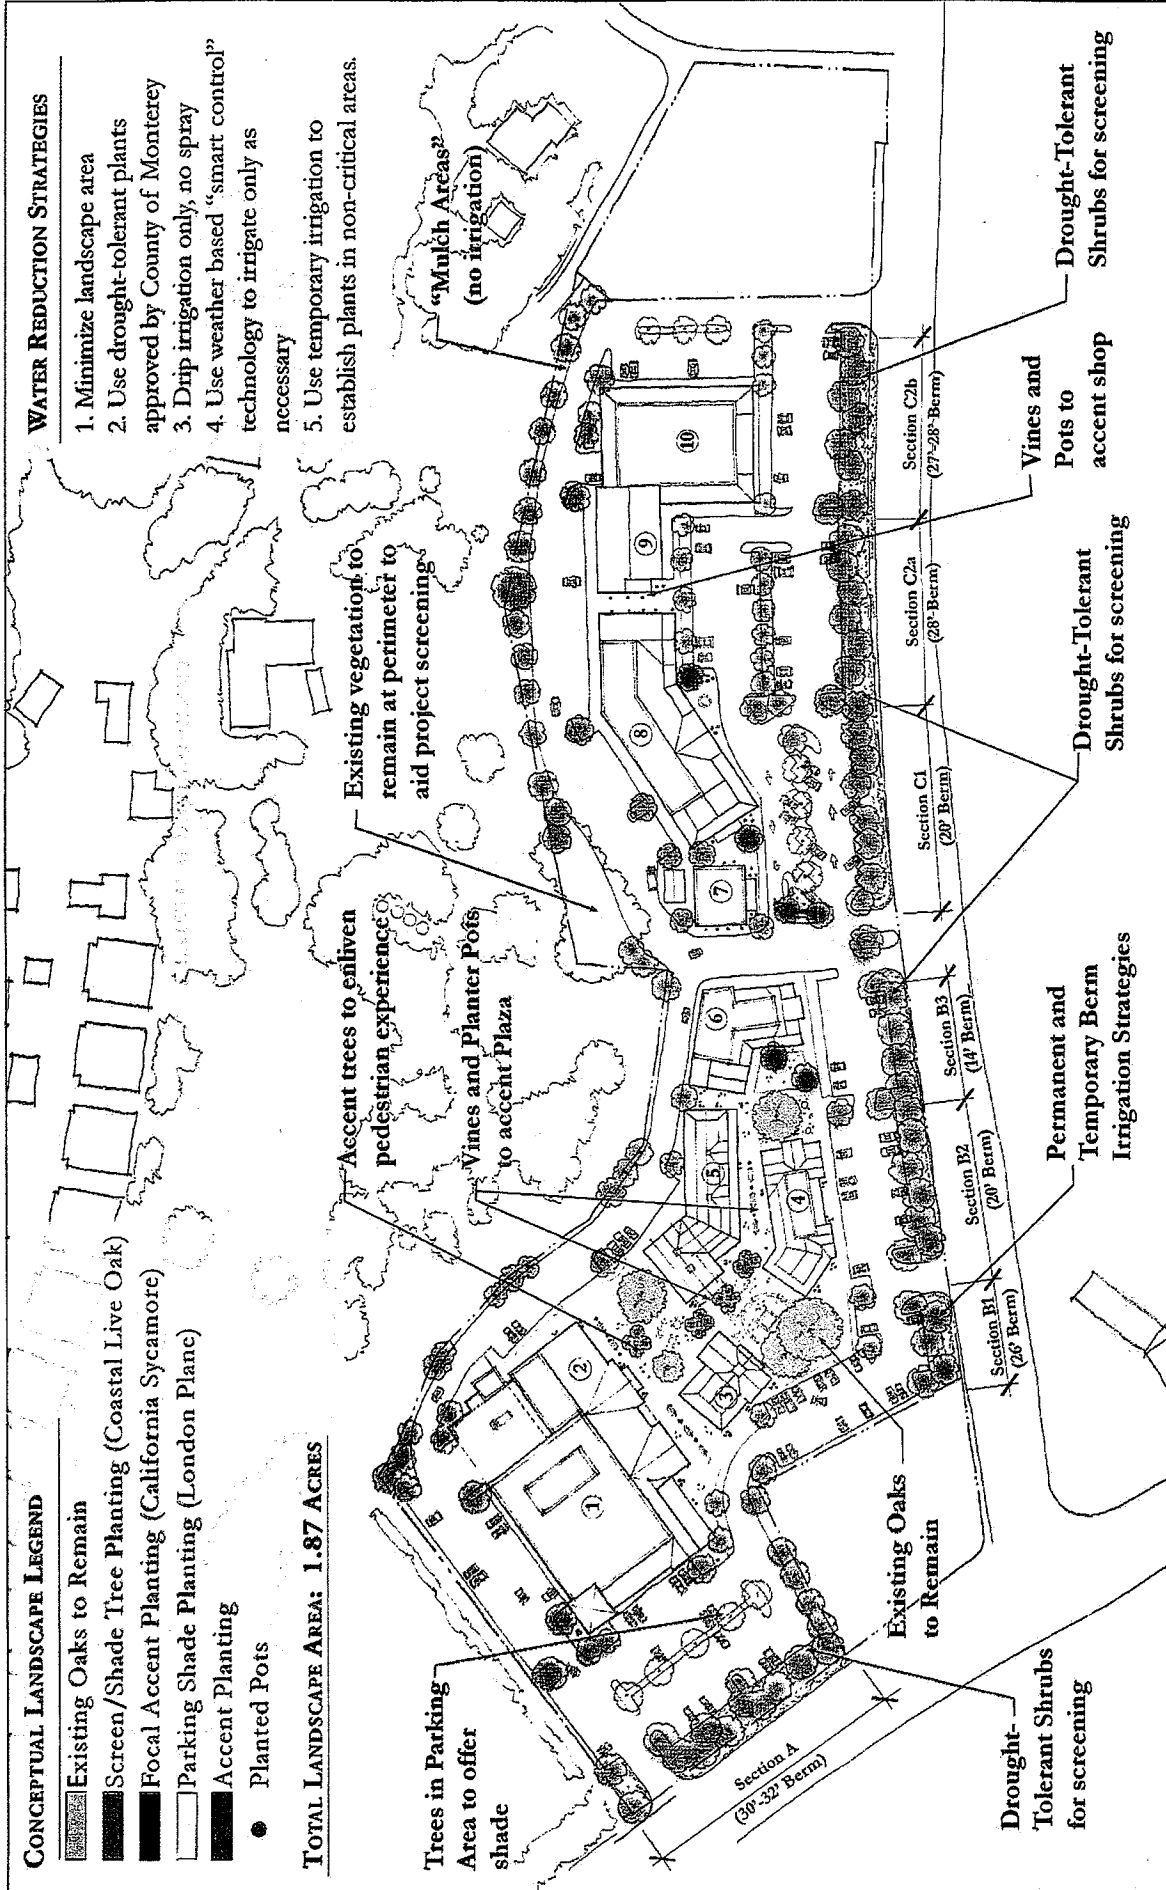 CONCEPTUAL LANDSCAPE LEGEND
Existing Oaks to Remain
Screen/Shade Tree Planting (Coastal Live Oak)
Focal Accent Planting (California Sycamore)
Parking Shade Planting (London Plane)
Accent Planting
Planted Pots
TOTAL LANDSCAPE AREA: 1.87 ACRES
WATER REDUCTION STRATEGIES
1. Minimize landscape area
2. Use drought-tolerant plants
approved by County of Monterey
3. Drip irrigation only, no spray
4. Use weather based “smart control”
technology to irrigate only as
necessary
5. Use temporary irrigation to
establish plants in non-critical areas.
Trees in Parking
Area to offer
shade
Accent trees to enliven
pedestrian experience
Vines and Planter Pots
to accent Plaza
Existing vegetation to
remain at perimeter to
aid project screening
“Mulch Areas”
(no irrigation)
1
2
3
4
5
6
7
8
9
10
Section A
(30'-32' Berm)
Section B1
(26' Berm)
Section B2
(20' Berm)
Section B3
(14' Berm)
Section C1
(20' Berm)
Section C2a
(28' Berm)
Section C2b
(27'-28' Berm)
Drought-
Tolerant Shrubs
for screening
Existing Oaks
to Remain
Permanent and
Temporary Berm
Irrigation Strategies
Drought-Tolerant
Shrubs for screening
Vines and
Pots to
accent shop
Drought-Tolerant
Shrubs for screening